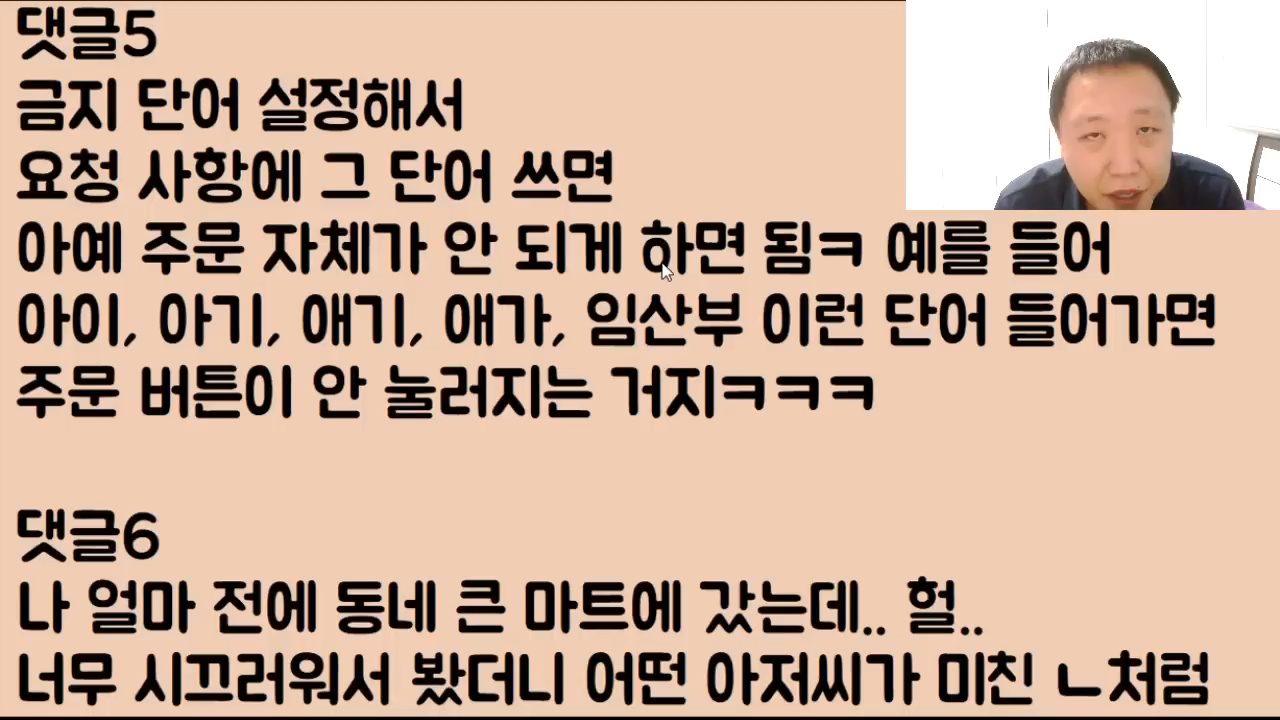 댓글5
금지 단어 설정해서
요청 사항에 그 단어 쓰면
아예 주문 자체가 안 되게 하면 됨ㅋ 예를 들어
아이, 아기, 애기, 애가, 임산부 이런 단어 들어가면
주문 버튼이 안 눌러지는 거지ㅋㅋㅋ
댓글6
나 얼마 전에 동네 큰 마트에 갔는데.. 헐..
너무 시끄러워서 봤더니 어떤 아저씨가 미친 ㄴ처럼